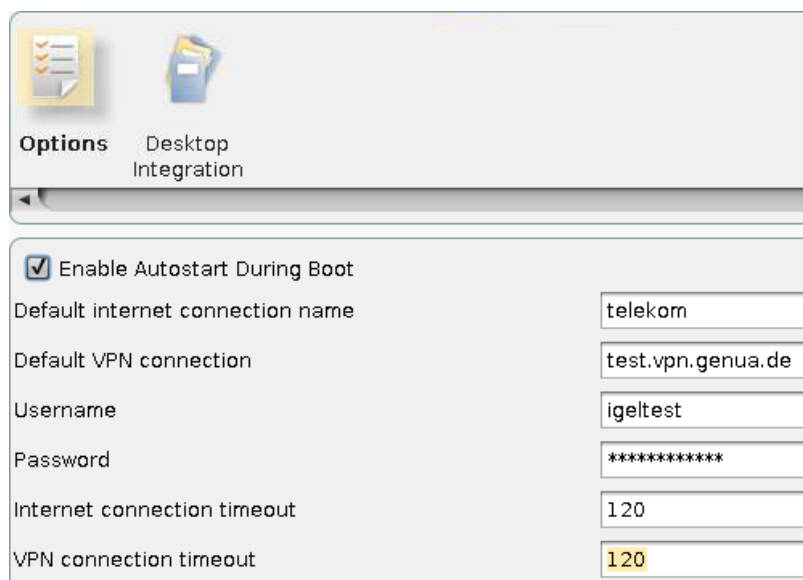 Options
Desktop
Integration
Enable Autostart During Boot
Default internet connection name
telekom
Default VPN connection
test.vpn.genua.de
Username
igeltest
Password
************
Internet connection timeout
120
VPN connection timeout
120